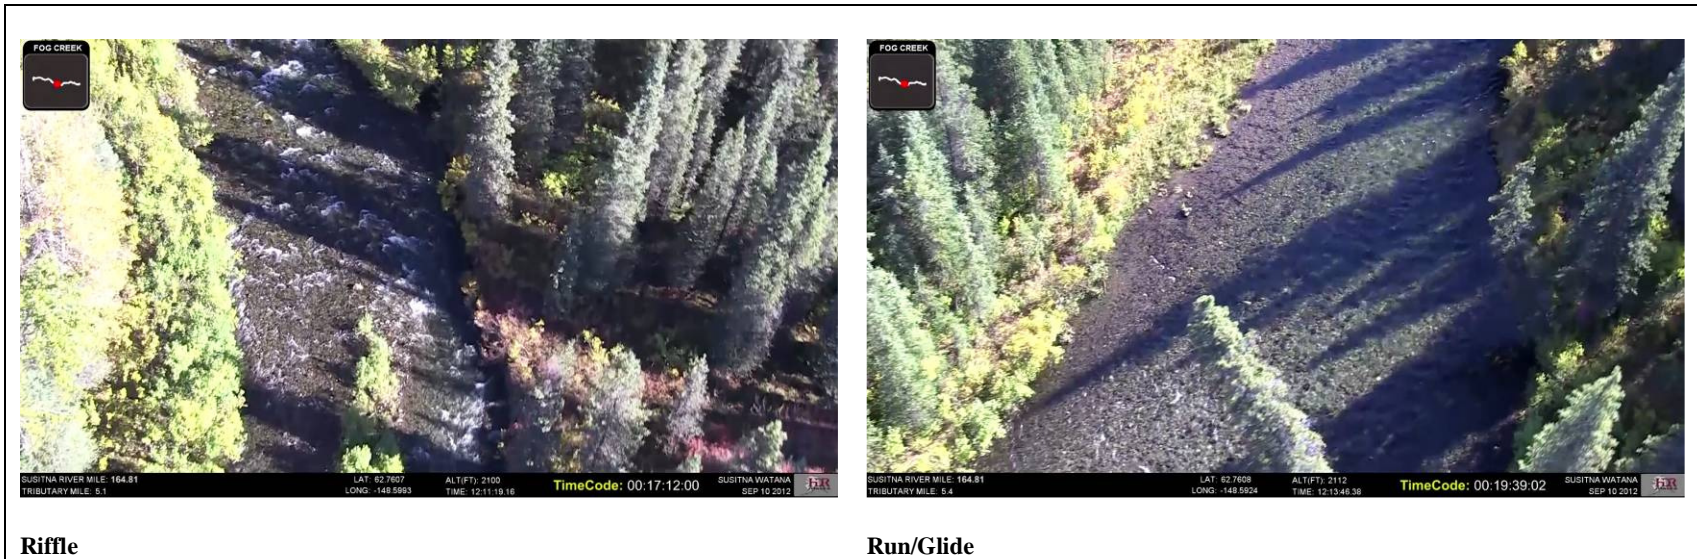 FOG CREEK
SUSITNA RIVER MILE: 164.81
TRIBUTARY MILE: 5.1
LAT: 62.7607
LONG: -148.5993
ALT(FT): 2100
TIME: 12:11:19.16
TimeCode: 00:17:12:00
SUSITNA WATANA
SEP 10 2012
Riffle
FOG CREEK
SUSITNA RIVER MILE: 164.81
TRIBUTARY MILE: 5.4
LAT: 62.7608
LONG: -148.5924
ALT(FT): 2112
TIME: 12:13:46.38
TimeCode: 00:19:39:02
SUSITNA WATANA
SEP 10 2012
Run/Glide